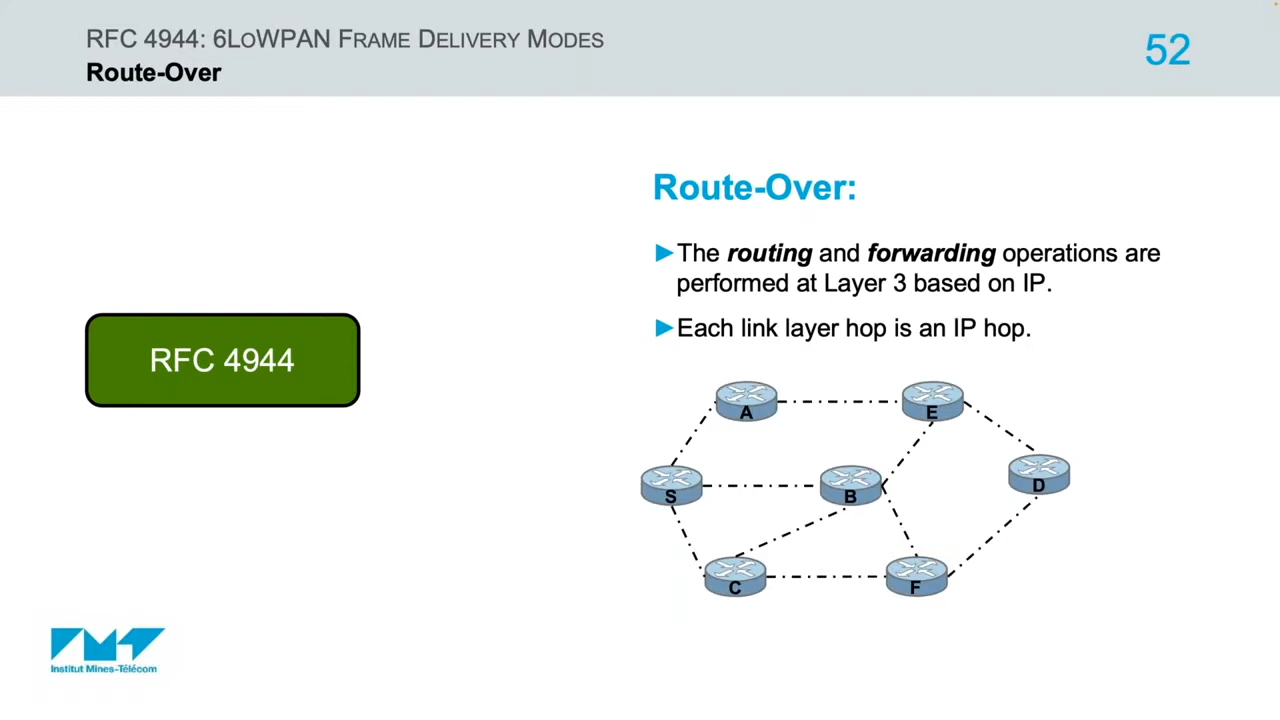 RFC 4944: 6LoWPAN Frame Delivery Modes
Route-Over
52
Route-Over:
The routing and forwarding operations are
performed at Layer 3 based on IP.
Each link layer hop is an IP hop.
RFC 4944
A
E
S
B
D
C
F
Institut Mines-Télécom